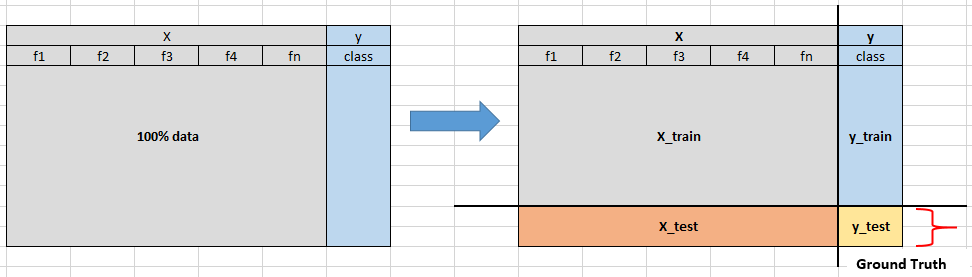 X y
f1 f2 f3 f4 fn class
100% data
X y
f1 f2 f3 f4 fn class
X_train y_train
X_test y_test
Ground Truth